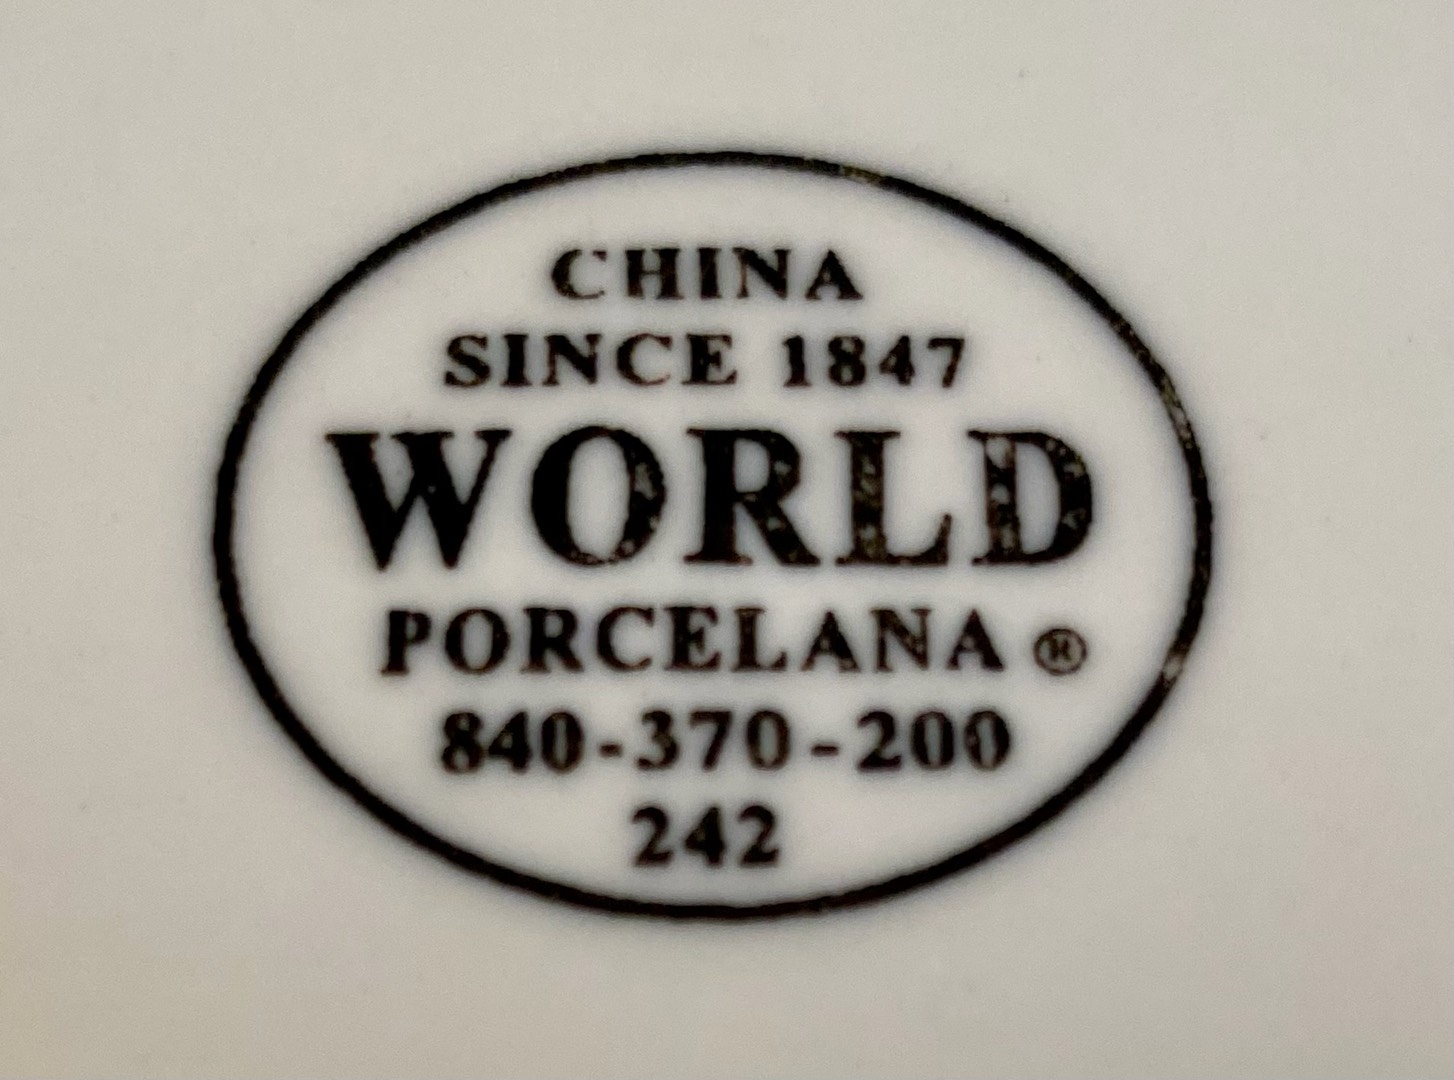 CHINA
SINCE 1847
WORLD
PORCELANA ®
840-370-200
242